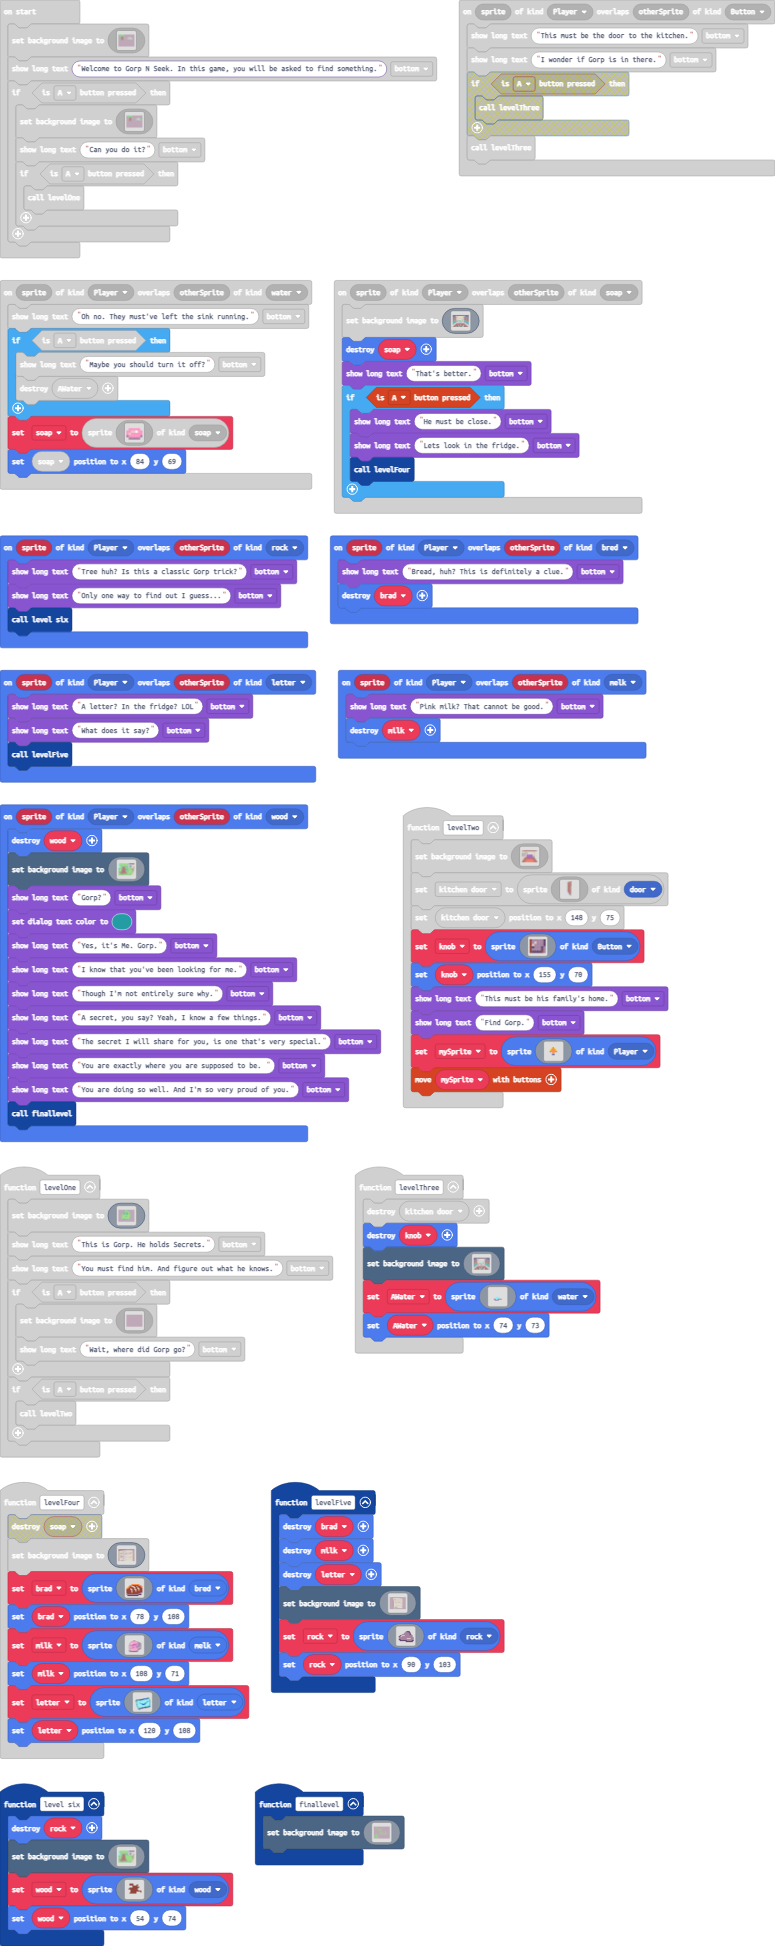 on start
set background image to
show long text "Welcome to Gorp N Seek. In this game, you will be asked to find something." bottom
if is A button pressed then
set background image to
show long text "Can you do it?" bottom
if is A button pressed then
call levelOne
on sprite of kind Player overlaps otherSprite of kind Button
show long text "This must be the door to the kitchen." bottom
show long text "I wonder if Gorp is in there." bottom
if is A button pressed then
call levelThree
call levelThree
on sprite of kind Player overlaps otherSprite of kind water
show long text "Oh no. They must've left the sink running." bottom
if is A button pressed then
show long text "Maybe you should turn it off?" bottom
destroy AWater
set soap to sprite of kind soap
set soap position to x 84 y 69
on sprite of kind Player overlaps otherSprite of kind soap
set background image to
destroy soap
show long text "That's better." bottom
if is A button pressed then
show long text "He must be close." bottom
show long text "Lets look in the fridge." bottom
call levelFour
on sprite of kind Player overlaps otherSprite of kind rock
show long text "Tree huh? Is this a classic Gorp trick?" bottom
show long text "Only one way to find out I guess..." bottom
call level six
on sprite of kind Player overlaps otherSprite of kind bred
show long text "Bread, huh? This is definitely a clue." bottom
destroy brad
on sprite of kind Player overlaps otherSprite of kind letter
show long text "A letter? In the fridge? LOL" bottom
show long text "What does it say?" bottom
call levelFive
on sprite of kind Player overlaps otherSprite of kind melk
show long text "Pink milk? That cannot be good." bottom
destroy milk
on sprite of kind Player overlaps otherSprite of kind wood
destroy wood
set background image to
show long text "Gorp?" bottom
set dialog text color to
show long text "Yes, it's Me. Gorp." bottom
show long text "I know that you've been looking for me." bottom
show long text "Though I'm not entirely sure why." bottom
show long text "A secret, you say? Yeah, I know a few things." bottom
show long text "The secret I will share for you, is one that's very special." bottom
show long text "You are exactly where you are supposed to be. " bottom
show long text "You are doing so well. And I'm so very proud of you." bottom
call finallevel
function levelTwo
set background image to
set kitchen door to sprite of kind door
set kitchen door position to x 148 y 75
set knob to sprite of kind Button
set knob position to x 155 y 70
show long text "This must be his family's home." bottom
show long text "Find Gorp." bottom
set mySprite to sprite of kind Player
move mySprite with buttons
function levelOne
set background image to
show long text "This is Gorp. He holds Secrets." bottom
show long text "You must find him. And figure out what he knows." bottom
if is A button pressed then
set background image to
show long text "Wait, where did Gorp go?" bottom
if is A button pressed then
call levelTwo
function levelThree
destroy kitchen door
destroy knob
set background image to
set AWater to sprite of kind water
set AWater position to x 74 y 73
function levelFour
destroy soap
set background image to
set brad to sprite of kind bred
set brad position to x 78 y 108
set milk to sprite of kind melk
set milk position to x 108 y 71
set letter to sprite of kind letter
set letter position to x 120 y 108
function levelFive
destroy brad
destroy milk
destroy letter
set background image to
set rock to sprite of kind rock
set rock position to x 90 y 103
function level six
destroy rock
set background image to
set wood to sprite of kind wood
set wood position to x 54 y 74
function finallevel
set background image to